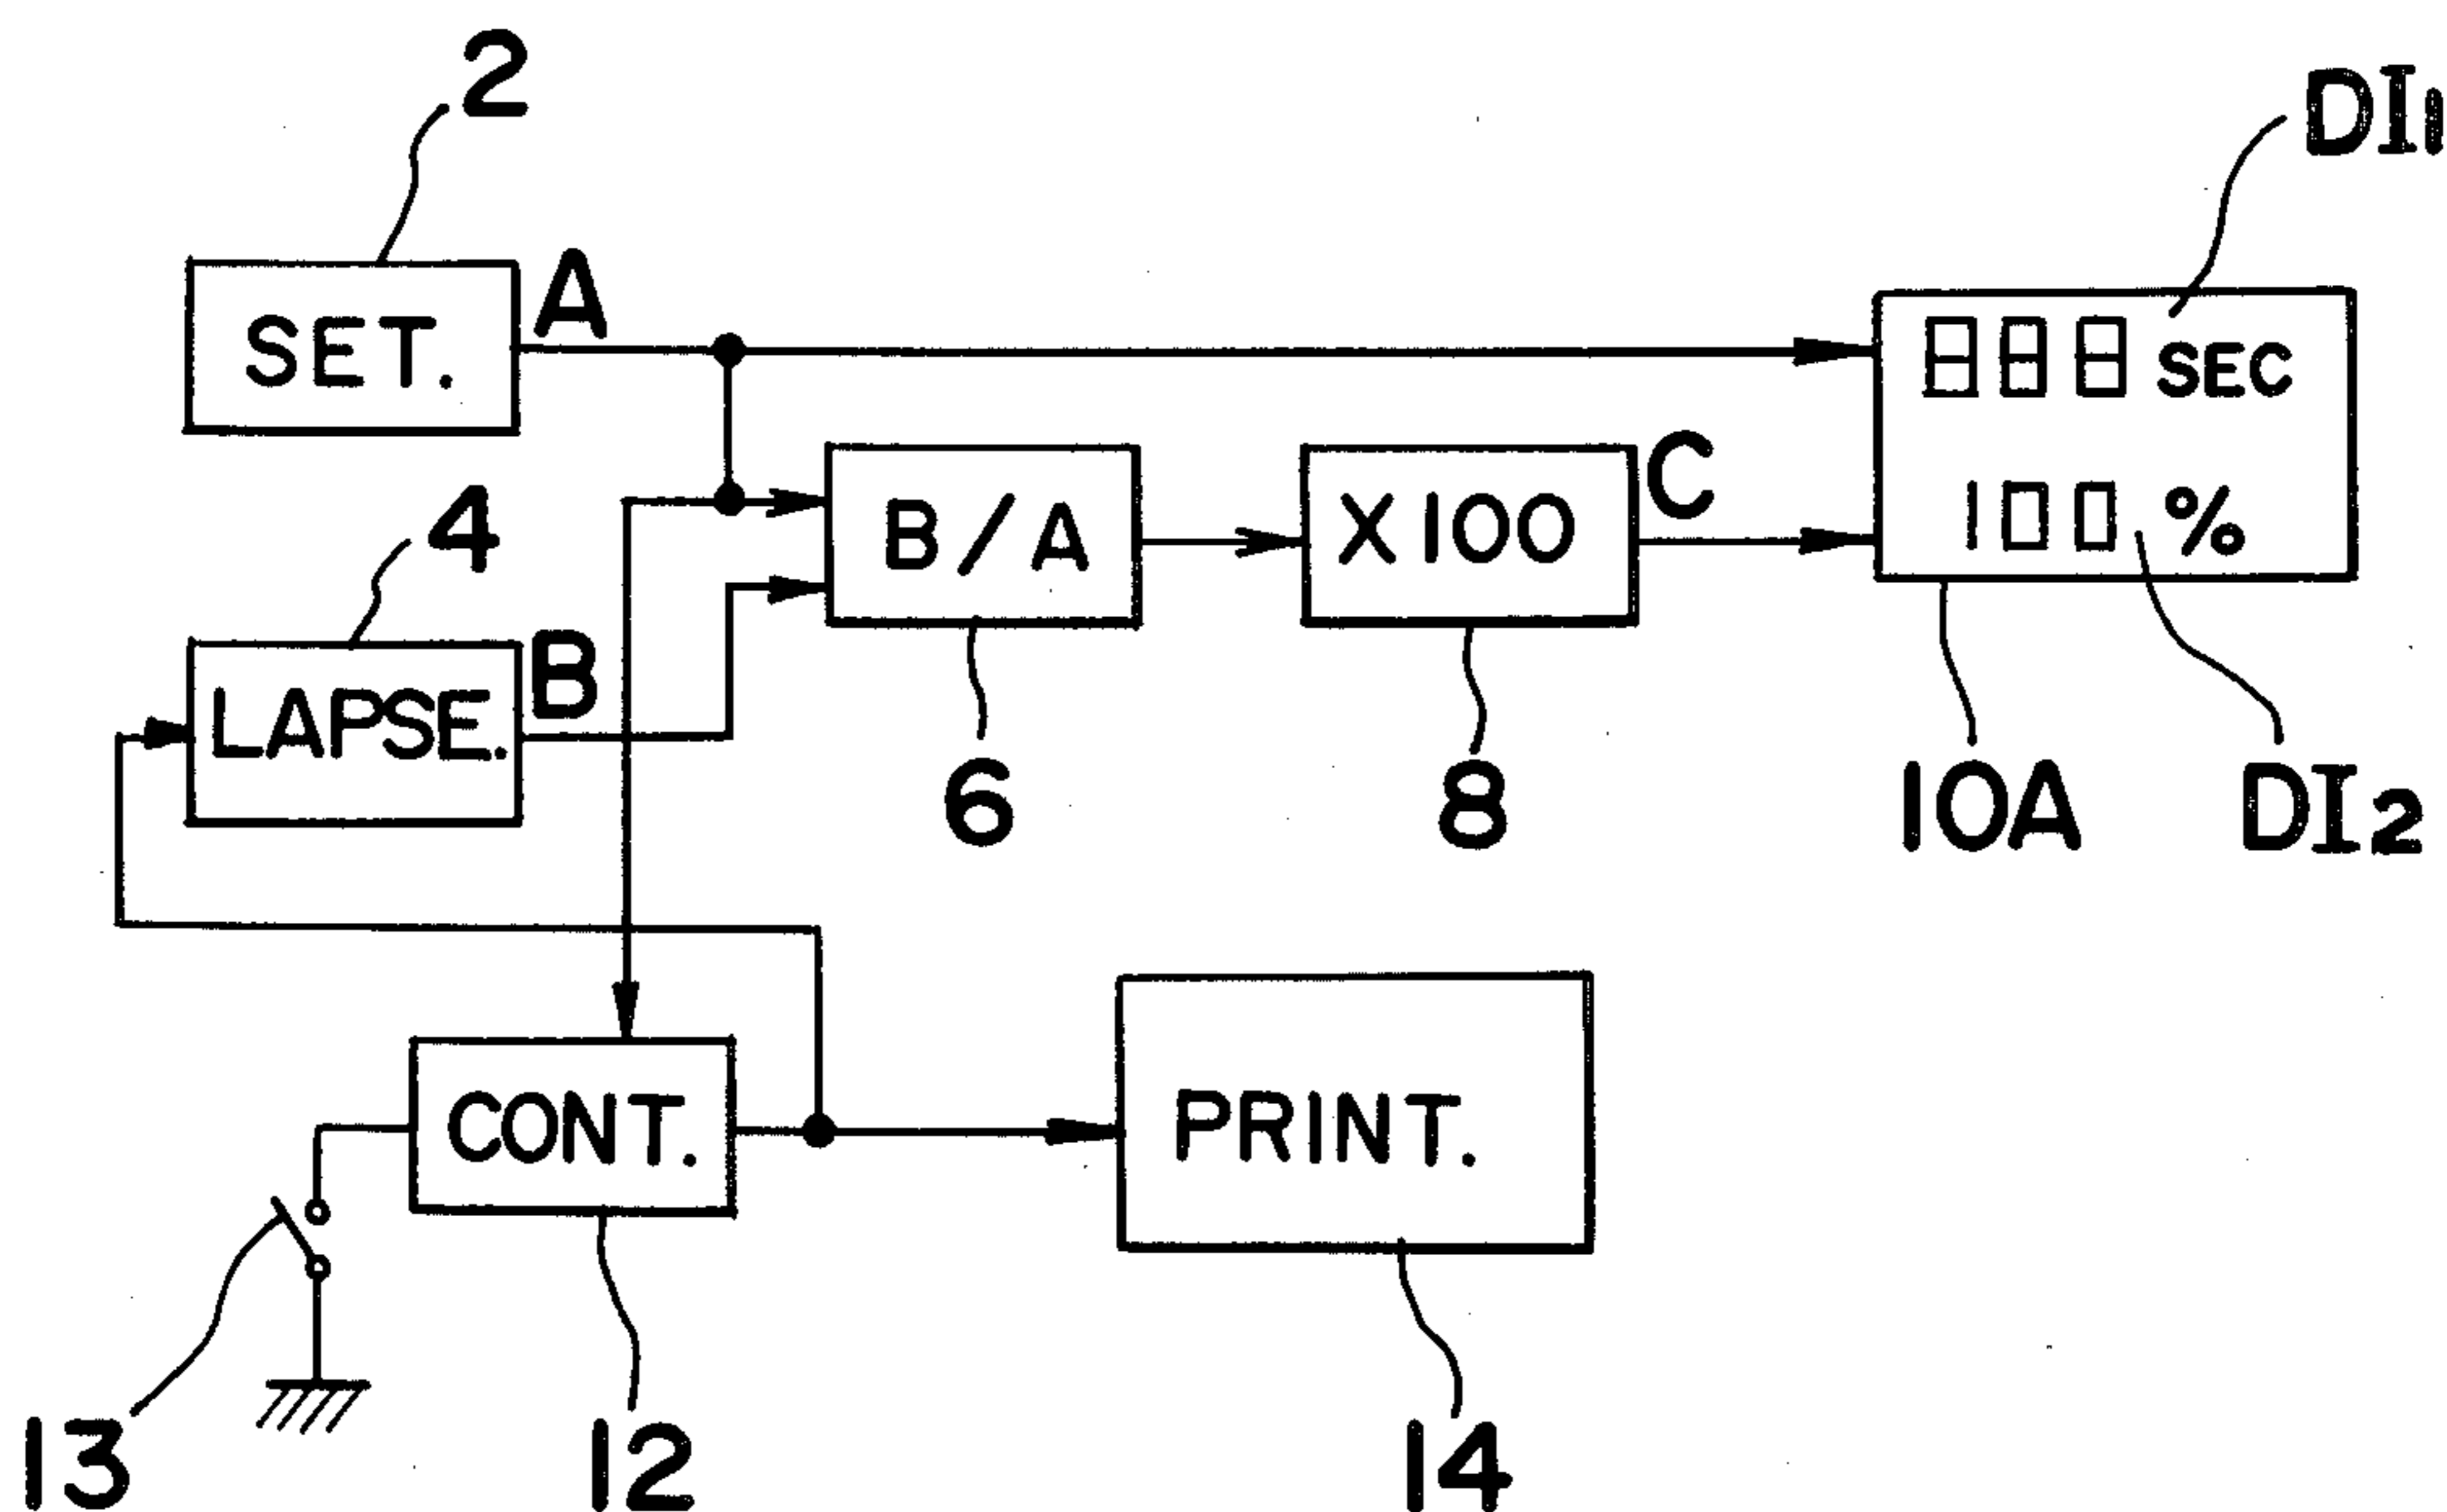 2
DI1
SET.
A
888 SEC
4
B/A
X100
C
100 %
LAPSE.
B
6
8
10A
DI2
CONT.
PRINT.
13
12
14